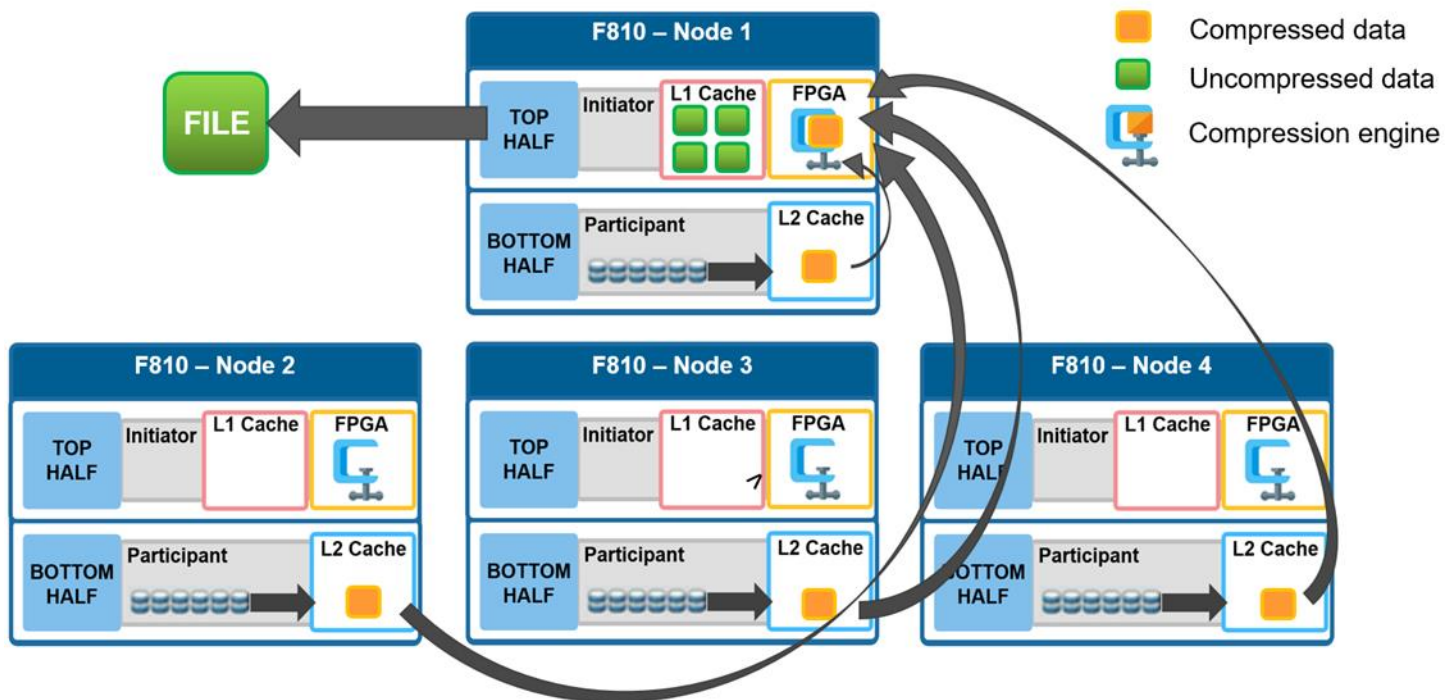 F810 – Node 1
Compressed data
Uncompressed data
Compression engine
FILE
TOP
HALF
Initiator
L1 Cache
FPGA
BOTTOM
HALF
Participant
L2 Cache
F810 – Node 2
TOP
HALF
Initiator
L1 Cache
FPGA
BOTTOM
HALF
Participant
L2 Cache
F810 – Node 3
TOP
HALF
Initiator
L1 Cache
FPGA
BOTTOM
HALF
Participant
L2 Cache
F810 – Node 4
TOP
HALF
Initiator
L1 Cache
FPGA
BOTTOM
HALF
Participant
L2 Cache